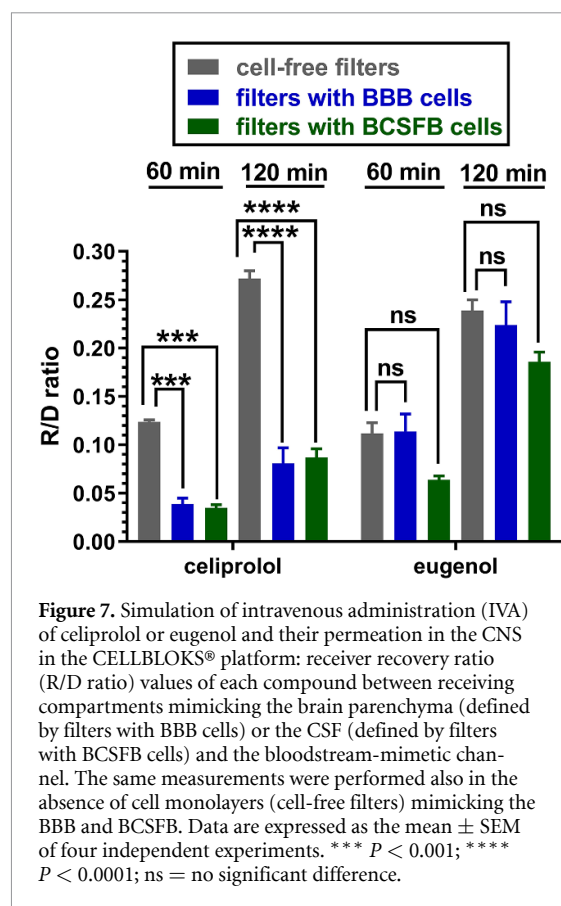 cell-free filters
filters with BBB cells
filters with BCSFB cells
60 min 120 min 60 min 120 min
**** ns
**** ns
ns
*** ns
***
0.30
0.25
0.20
0.15
0.10
0.05
0.00
R/D ratio
celiprolol eugenol
Figure 7. Simulation of intravenous administration (IVA)
of celiprolol or eugenol and their permeation in the CNS
in the CELLBLOKS® platform: receiver recovery ratio
(R/D ratio) values of each compound between receiving
compartments mimicking the brain parenchyma (defined
by filters with BBB cells) or the CSF (defined by filters
with BCSFB cells) and the bloodstream-mimetic chan-
nel. The same measurements were performed also in the
absence of cell monolayers (cell-free filters) mimicking the
BBB and BCSFB. Data are expressed as the mean ± SEM
of four independent experiments. *** P < 0.001; ****
P < 0.0001; ns = no significant difference.